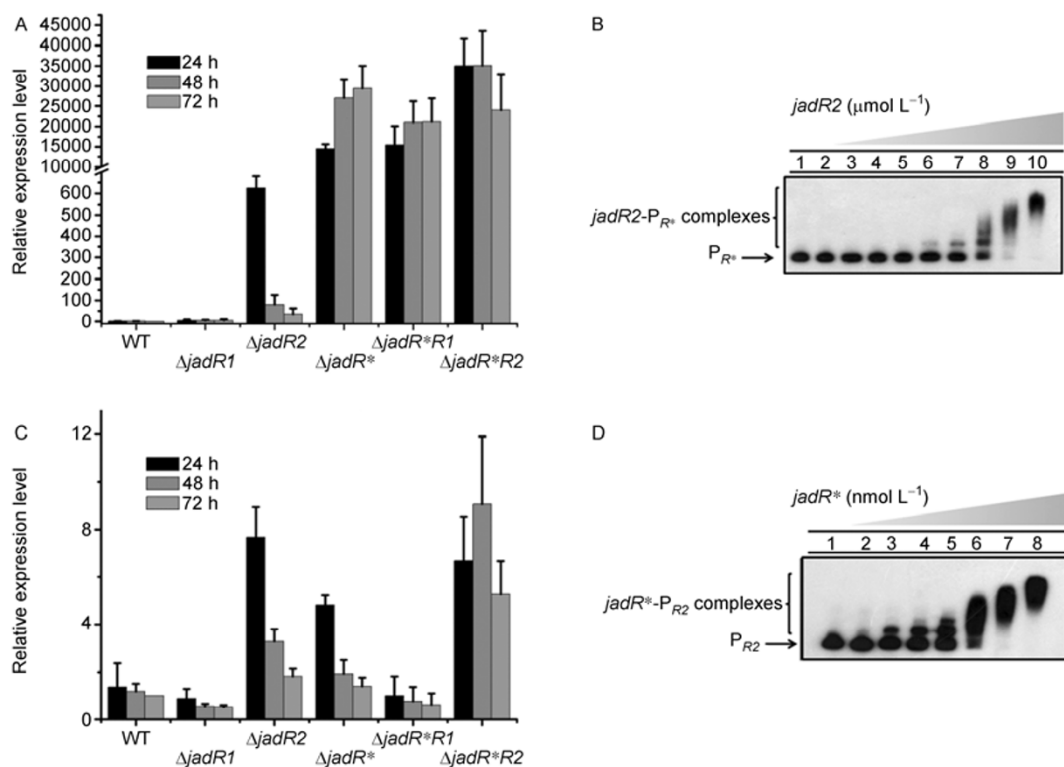 A
Relative expression level
45000
40000
35000
30000
25000
20000
15000
10000
600
500
400
300
200
100
0
24 h
48 h
72 h
WT
ΔjadR1
ΔjadR2
ΔjadR*
ΔjadR*R1
ΔjadR*R2
B
jadR2 (μmol L−1)
1 2 3 4 5 6 7 8 9 10
jadR2-PR* complexes
PR*
C
Relative expression level
12
8
4
0
24 h
48 h
72 h
WT
ΔjadR1
ΔjadR2
ΔjadR*
ΔjadR*R1
ΔjadR*R2
D
jadR* (nmol L−1)
1 2 3 4 5 6 7 8
jadR*-PR2 complexes
PR2